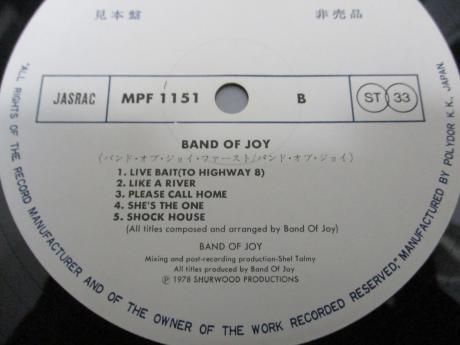 見本盤 非売品
JASRAC MPF 1151 B ST 33
BAND OF JOY
(バンド・オブ・ジョイ・ファースト/バンド・オブ・ジョイ)
1. LIVE BAIT(TO HIGHWAY 8)
2. LIKE A RIVER
3. PLEASE CALL HOME
4. SHE'S THE ONE
5. SHOCK HOUSE
(All titles composed and arranged by Band Of Joy)
BAND OF JOY
Mixing and post-recording production-Shel Talmy
All titles produced by Band Of Joy
Ⓟ 1978 SHURWOOD PRODUCTIONS
"ALL RIGHTS OF THE RECORD MANUFACTURER AND OF THE OWNER OF THE WORK RECORDED RESERVED," MANUFACTURED BY POLYDOR K.K., JAPAN